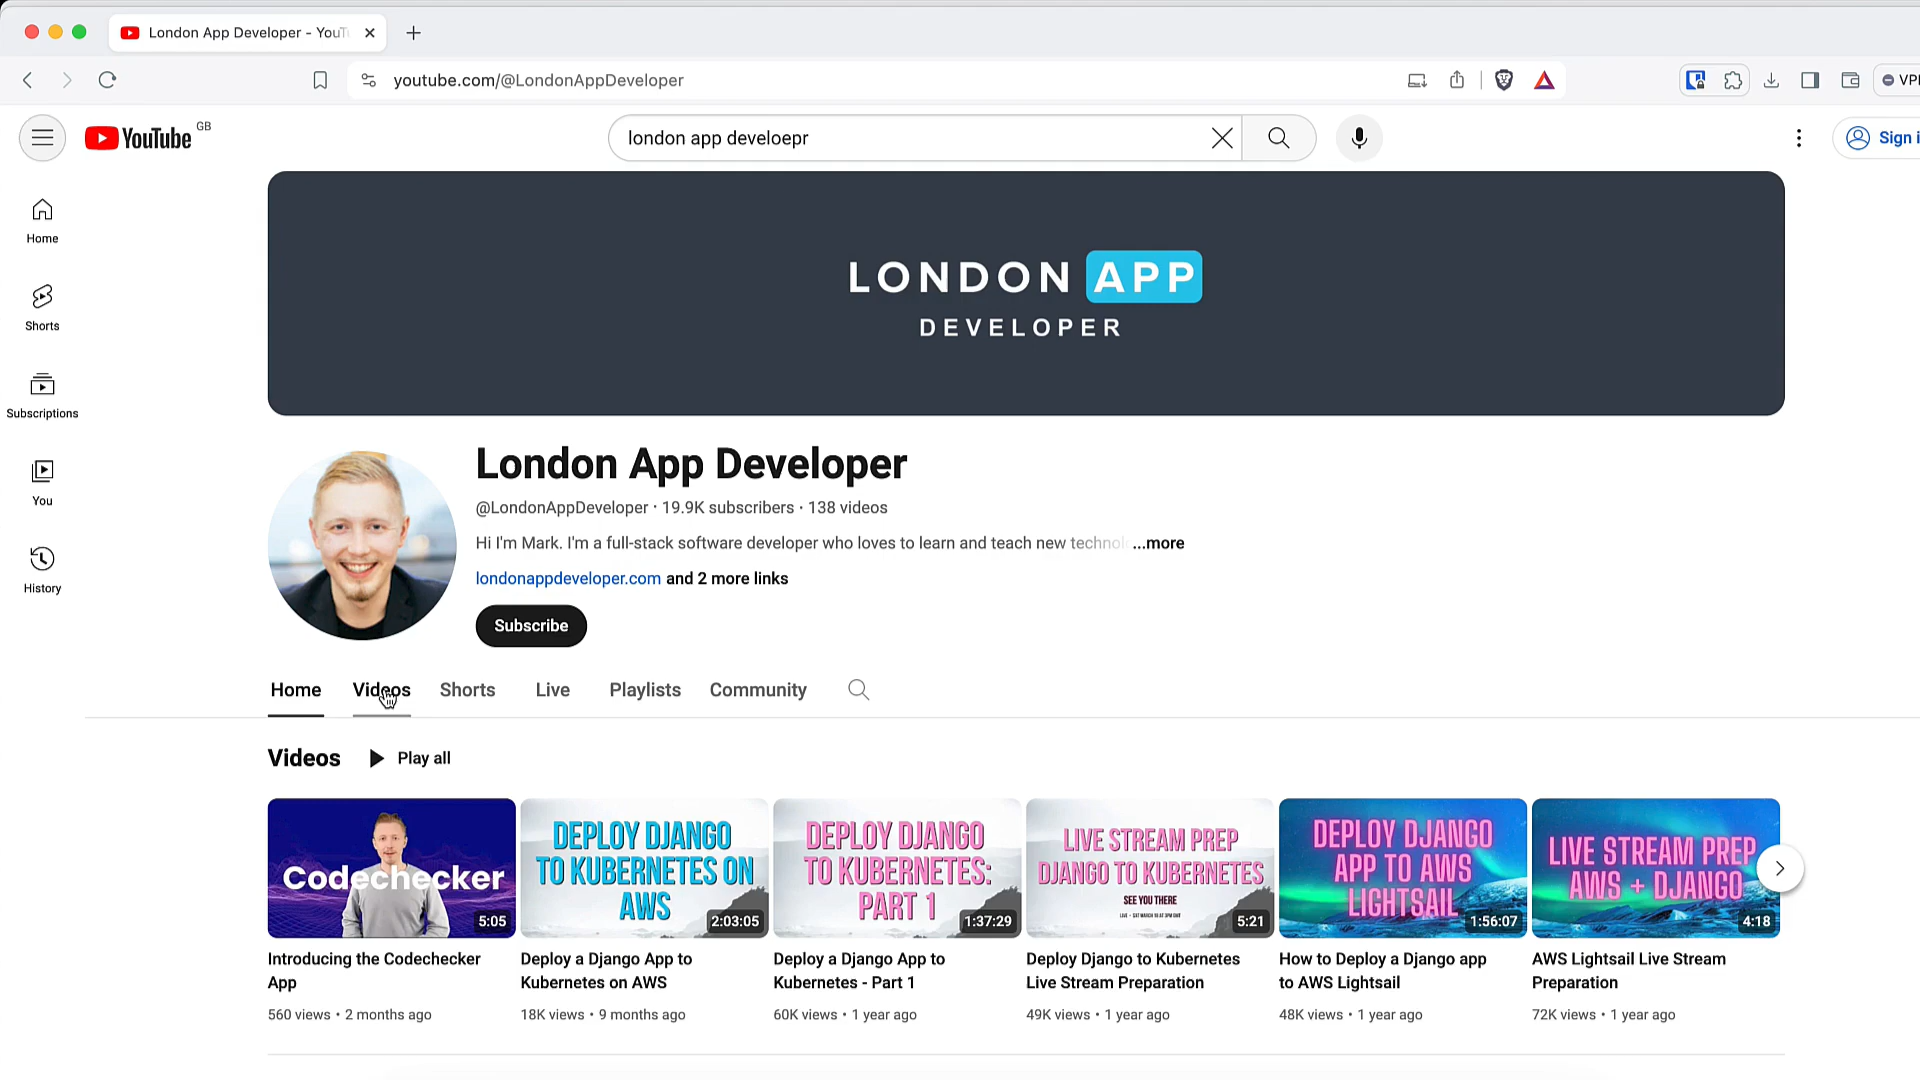 London App Developer - YouT
youtube.com/@LondonAppDeveloper
VP
YouTube GB
london app develoepr
Sign i
Home
Shorts
Subscriptions
You
History
LONDON APP
DEVELOPER
London App Developer
@LondonAppDeveloper · 19.9K subscribers · 138 videos
Hi I'm Mark. I'm a full-stack software developer who loves to learn and teach new technol ...more
londonappdeveloper.com and 2 more links
Subscribe
Home Videos Shorts Live Playlists Community
Videos Play all
Codechecker
5:05
DEPLOY DJANGO
TO KUBERNETES ON
AWS
2:03:05
DEPLOY DJANGO
TO KUBERNETES:
PART 1
1:37:29
LIVE STREAM PREP
DJANGO TO KUBERNETES
SEE YOU THERE
5:21
DEPLOY DJANGO
APP TO AWS
LIGHTSAIL
1:56:07
LIVE STREAM PREP
AWS + DJANGO
4:18
Introducing the Codechecker
App
560 views · 2 months ago
Deploy a Django App to
Kubernetes on AWS
18K views · 9 months ago
Deploy a Django App to
Kubernetes - Part 1
60K views · 1 year ago
Deploy Django to Kubernetes
Live Stream Preparation
49K views · 1 year ago
How to Deploy a Django app
to AWS Lightsail
48K views · 1 year ago
AWS Lightsail Live Stream
Preparation
72K views · 1 year ago